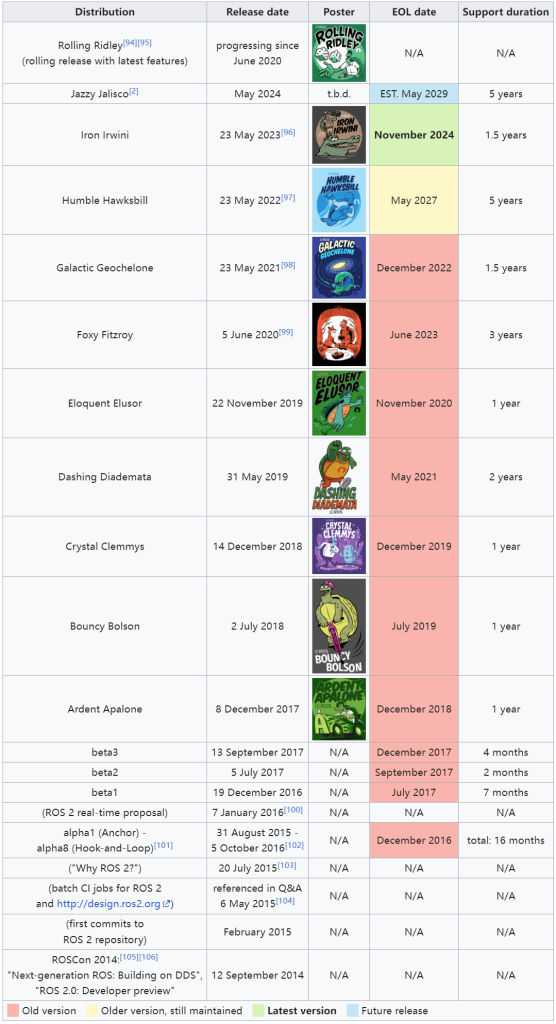 Distribution Release date Poster EOL date Support duration
Rolling Ridley[94][95]
(rolling release with latest features)
progressing since
June 2020
ROLLING
RIDLEY
N/A N/A
Jazzy Jalisco[2] May 2024 t.b.d. EST. May 2029 5 years
Iron Irwini 23 May 2023[96]
IRON
IRWINI
November 2024 1.5 years
Humble Hawksbill 23 May 2022[97]
HUMBLE
HAWKSBILL
May 2027 5 years
Galactic Geochelone 23 May 2021[98]
GALACTIC
GEOCHELONE
December 2022 1.5 years
Foxy Fitzroy 5 June 2020[99] June 2023 3 years
Eloquent Elusor 22 November 2019
ELOQUENT
ELUSOR
November 2020 1 year
Dashing Diademata 31 May 2019
DASHING
DIADEMATA
May 2021 2 years
Crystal Clemmys 14 December 2018
CRYSTAL
CLEMMYS
December 2019 1 year
Bouncy Bolson 2 July 2018
ROS
BOUNCY
BOLSON
July 2019 1 year
Ardent Apalone 8 December 2017
ARDENT
APALONE
December 2018 1 year
beta3 13 September 2017 N/A December 2017 4 months
beta2 5 July 2017 N/A September 2017 2 months
beta1 19 December 2016 N/A July 2017 7 months
(ROS 2 real-time proposal) 7 January 2016[100] N/A N/A N/A
alpha1 (Anchor) -
alpha8 (Hook-and-Loop)[101]
31 August 2015 -
5 October 2016[102]
N/A December 2016 total: 16 months
("Why ROS 2?") 20 July 2015[103] N/A N/A N/A
(batch CI jobs for ROS 2
and http://design.ros2.org)
referenced in Q&A
6 May 2015[104]
N/A N/A N/A
(first commits to
ROS 2 repository)
February 2015 N/A N/A N/A
ROSCon 2014:[105][106]
"Next-generation ROS: Building on DDS",
"ROS 2.0: Developer preview"
12 September 2014 N/A N/A N/A
Old version Older version, still maintained Latest version Future release